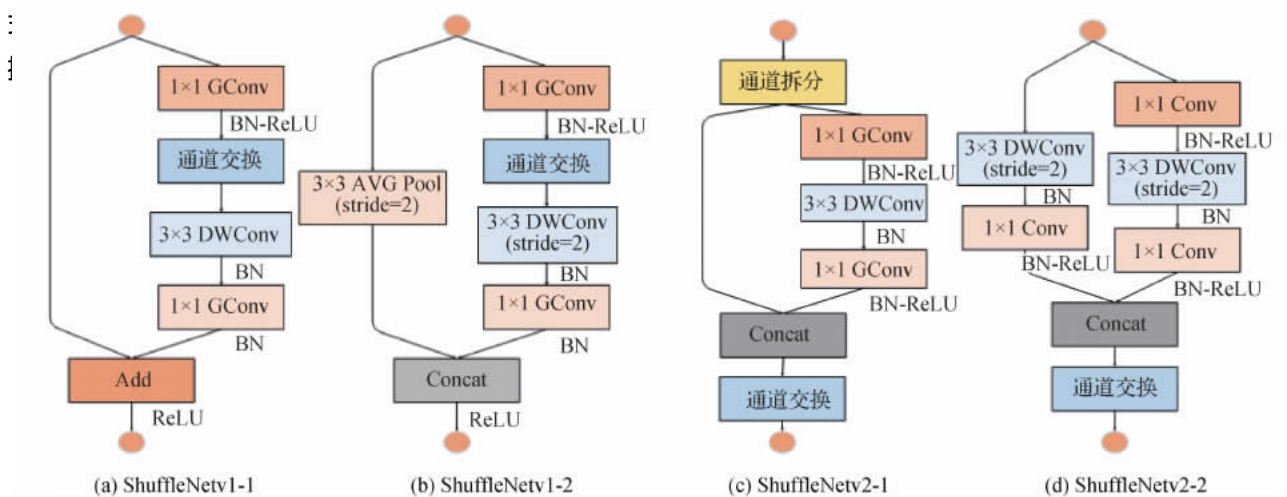 1×1 GConv
BN-ReLU
通道交换
3×3 DWConv
BN
1×1 GConv
BN
Add
ReLU
(a) ShuffleNetv1-1
3×3 AVG Pool
(stride=2)
1×1 GConv
BN-ReLU
通道交换
3×3 DWConv
(stride=2)
BN
1×1 GConv
BN
Concat
ReLU
(b) ShuffleNetv1-2
通道拆分
1×1 GConv
BN-ReLU
3×3 DWConv
BN
1×1 GConv
BN-ReLU
Concat
通道交换
(c) ShuffleNetv2-1
3×3 DWConv
(stride=2)
BN
1×1 Conv
BN-ReLU
1×1 Conv
BN-ReLU
3×3 DWConv
(stride=2)
BN
1×1 Conv
BN-ReLU
Concat
通道交换
(d) ShuffleNetv2-2